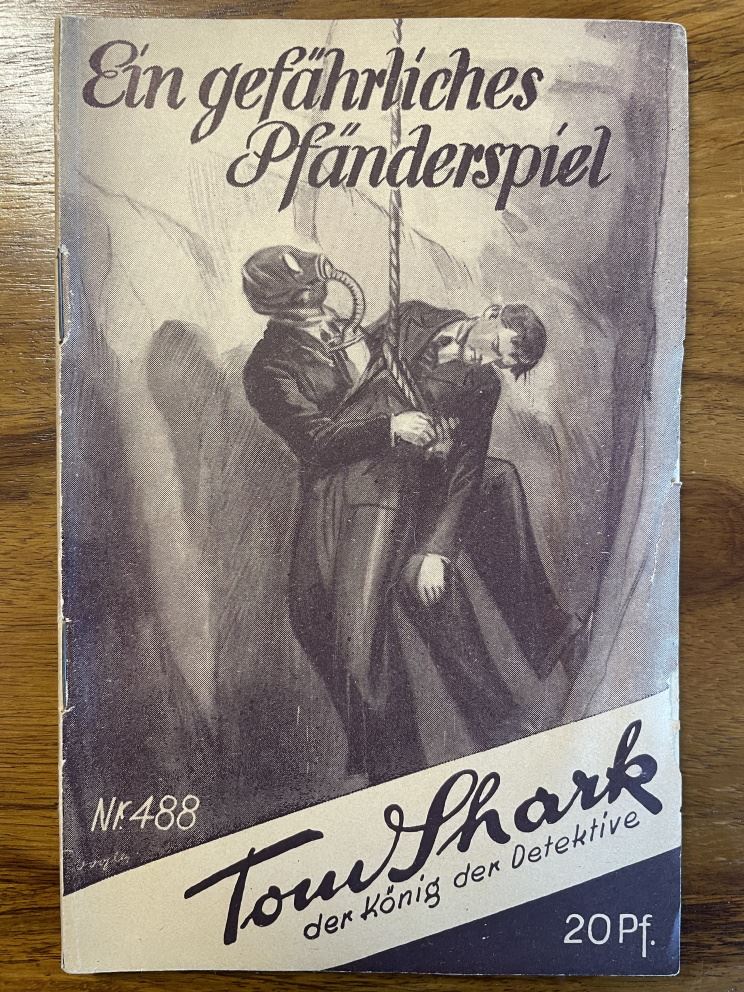 Ein gefährliches
Pfänderspiel
Nr. 488
Tom Shark
der König der Detektive
20 Pf.